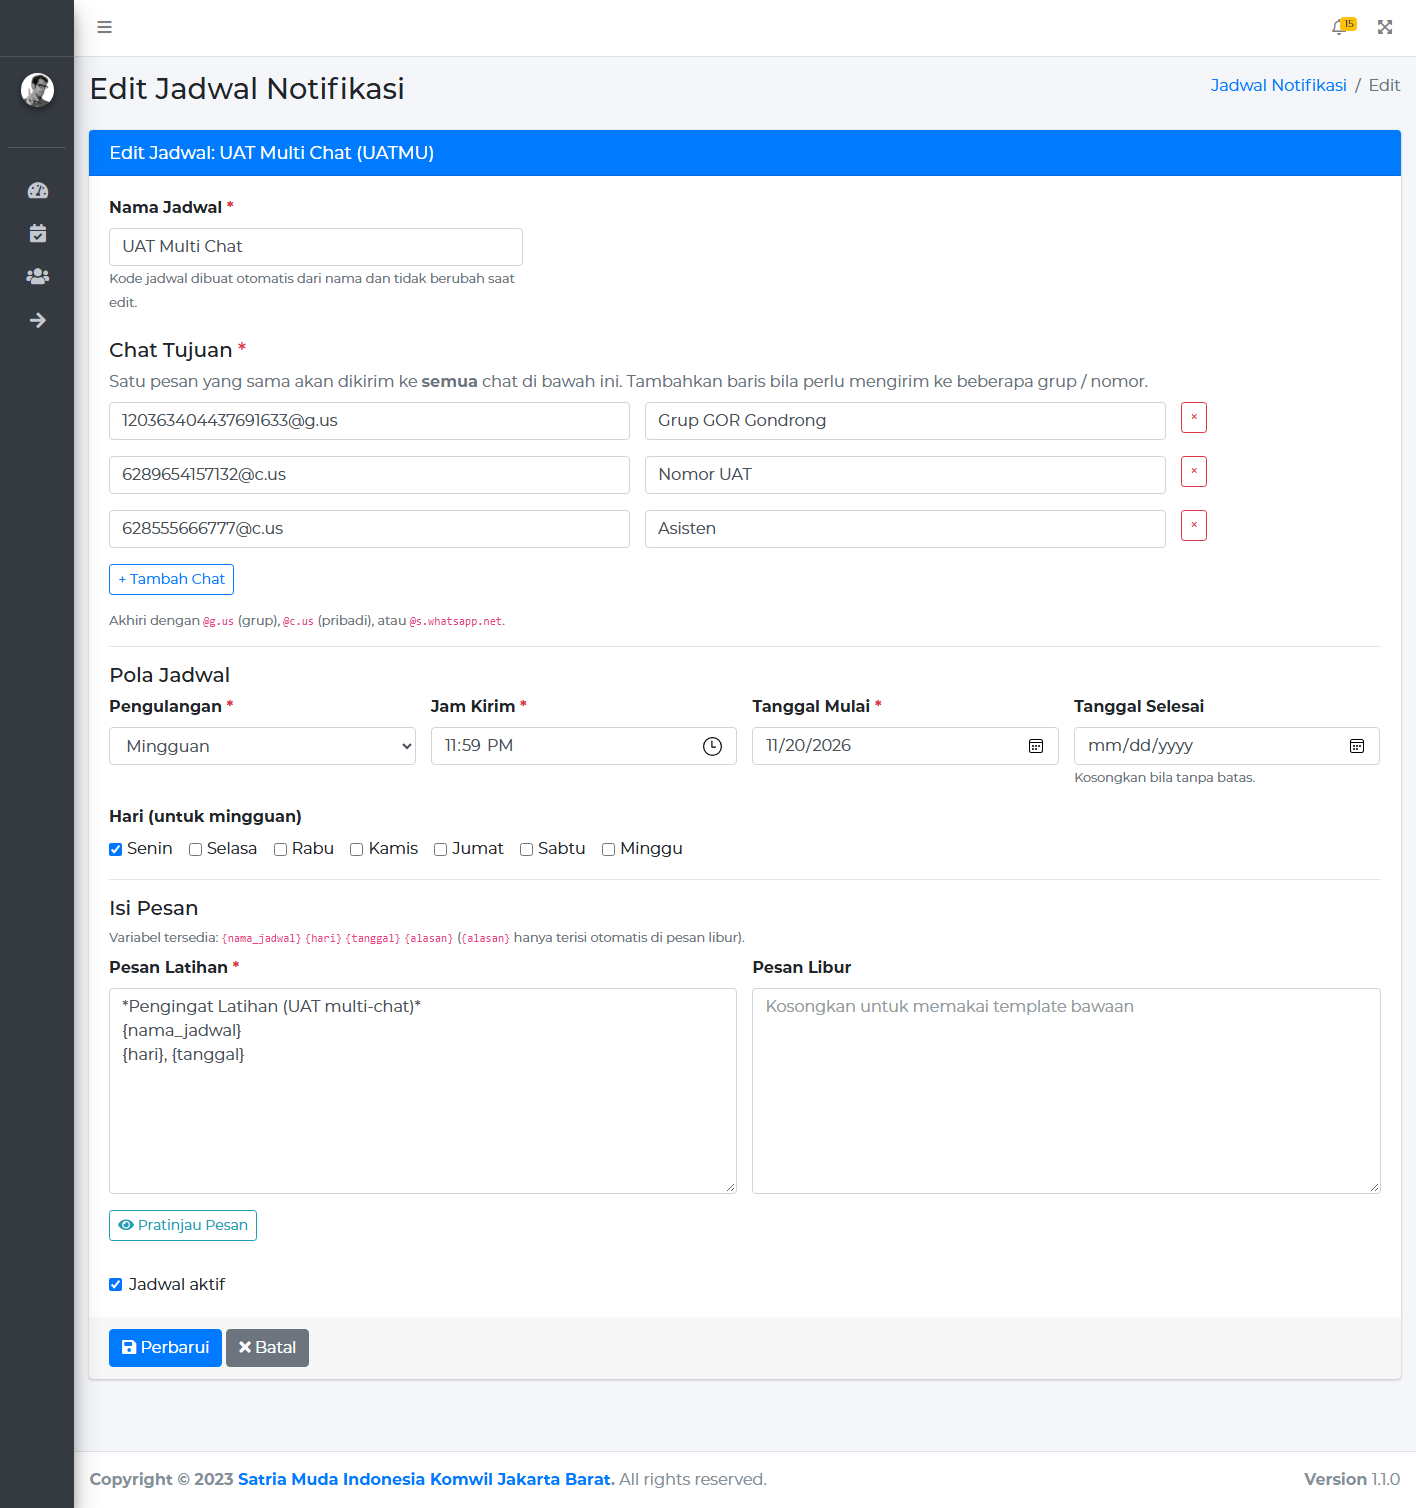 15
Edit Jadwal Notifikasi
Jadwal Notifikasi / Edit
Edit Jadwal: UAT Multi Chat (UATMU)
Nama Jadwal *
UAT Multi Chat
Kode jadwal dibuat otomatis dari nama dan tidak berubah saat
edit.
Chat Tujuan *
Satu pesan yang sama akan dikirim ke semua chat di bawah ini. Tambahkan baris bila perlu mengirim ke beberapa grup / nomor.
120363404437691633@g.us Grup GOR Gondrong ×
6289654157132@c.us Nomor UAT ×
628555666777@c.us Asisten ×
+ Tambah Chat
Akhiri dengan @g.us (grup), @c.us (pribadi), atau @s.whatsapp.net.
Pola Jadwal
Pengulangan * Jam Kirim * Tanggal Mulai * Tanggal Selesai
Mingguan 11:59 PM 11/20/2026 mm/dd/yyyy
Kosongkan bila tanpa batas.
Hari (untuk mingguan)
Senin Selasa Rabu Kamis Jumat Sabtu Minggu
Isi Pesan
Variabel tersedia: {nama_jadwal} {hari} {tanggal} {alasan} ({alasan} hanya terisi otomatis di pesan libur).
Pesan Latihan * Pesan Libur
*Pengingat Latihan (UAT multi-chat)* Kosongkan untuk memakai template bawaan
{nama_jadwal}
{hari}, {tanggal}
Pratinjau Pesan
Jadwal aktif
Perbarui Batal
Copyright © 2023 Satria Muda Indonesia Komwil Jakarta Barat. All rights reserved. Version 1.1.0